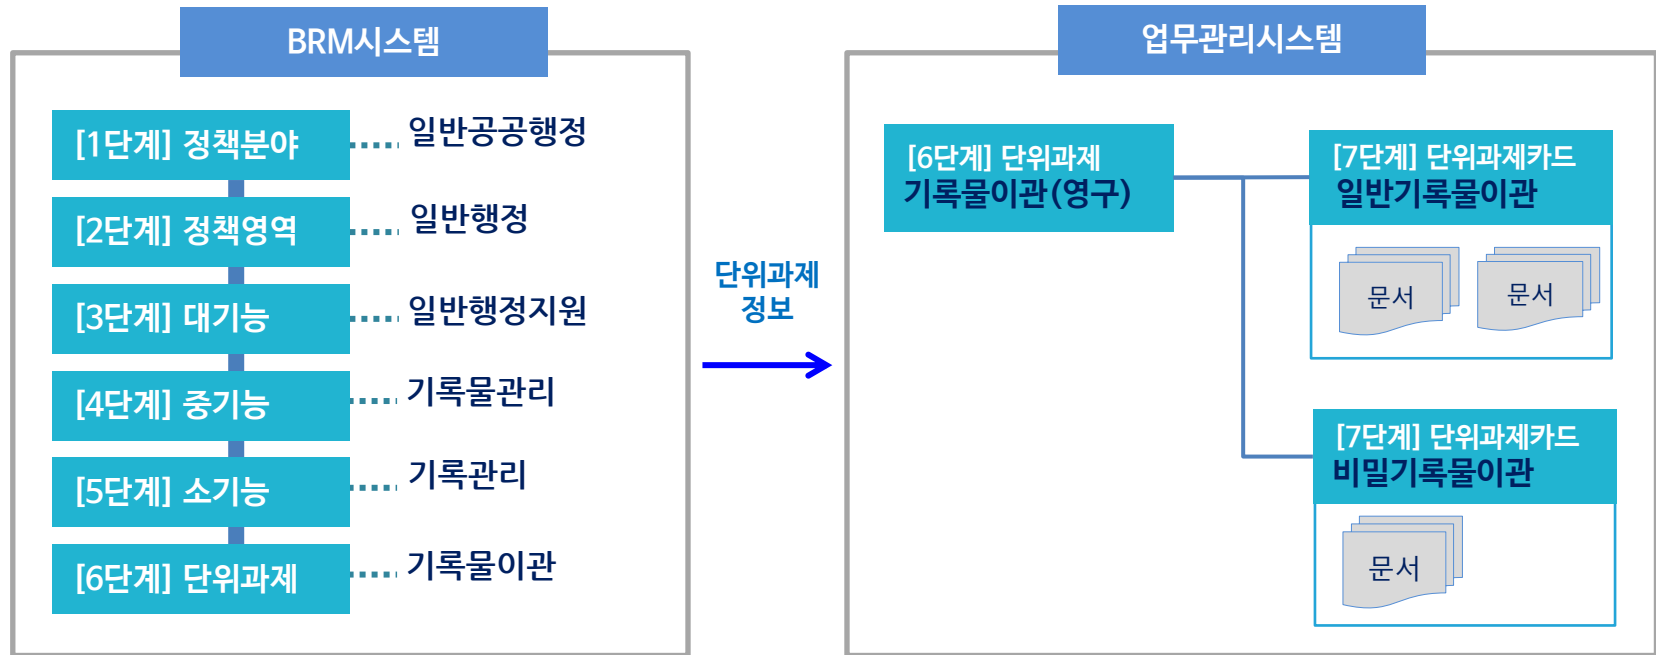 BRM시스템
[1단계] 정책분야
일반공공행정
[2단계] 정책영역
일반행정
[3단계] 대기능
일반행정지원
[4단계] 중기능
기록물관리
[5단계] 소기능
기록관리
[6단계] 단위과제
기록물이관
단위과제
정보
업무관리시스템
[6단계] 단위과제
기록물이관(영구)
[7단계] 단위과제카드
일반기록물이관
문서
문서
[7단계] 단위과제카드
비밀기록물이관
문서